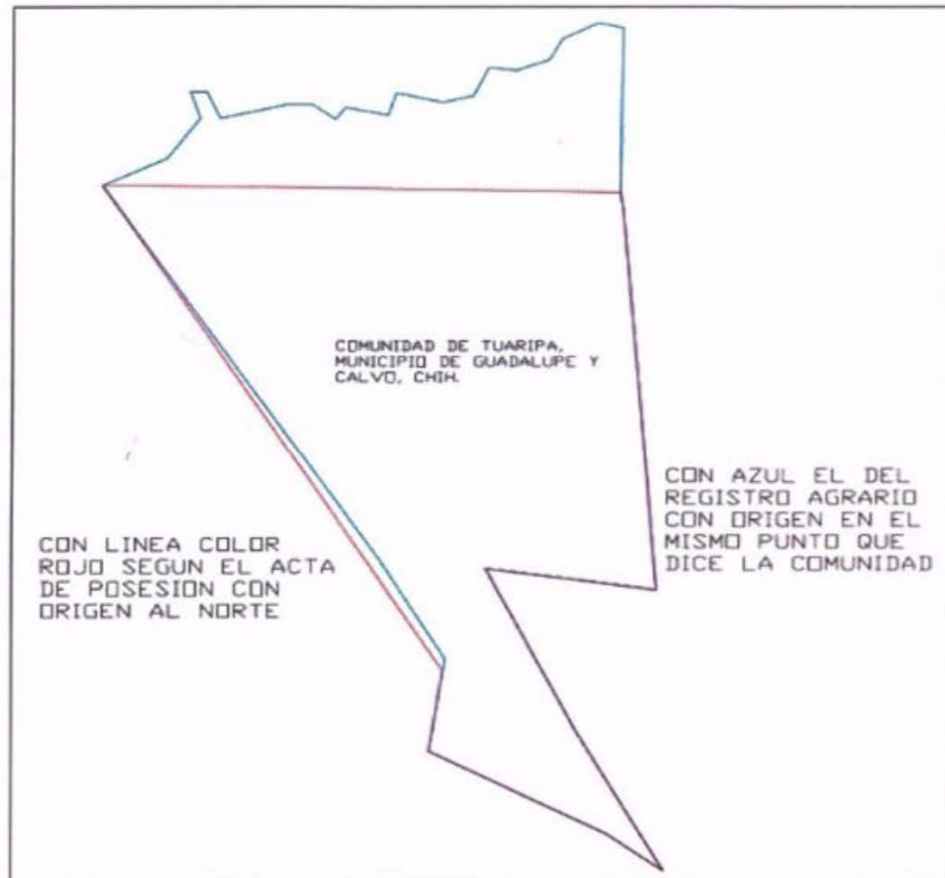 COMUNIDAD DE TUARIPA,
MUNICIPIO DE GUADALUPE Y
CALVO, CHIH.
CON AZUL EL DEL
REGISTRO AGRARIO
CON ORIGEN EN EL
MISMO PUNTO QUE
DICE LA COMUNIDAD
CON LINEA COLOR
ROJO SEGUN EL ACTA
DE POSESION CON
ORIGEN AL NORTE